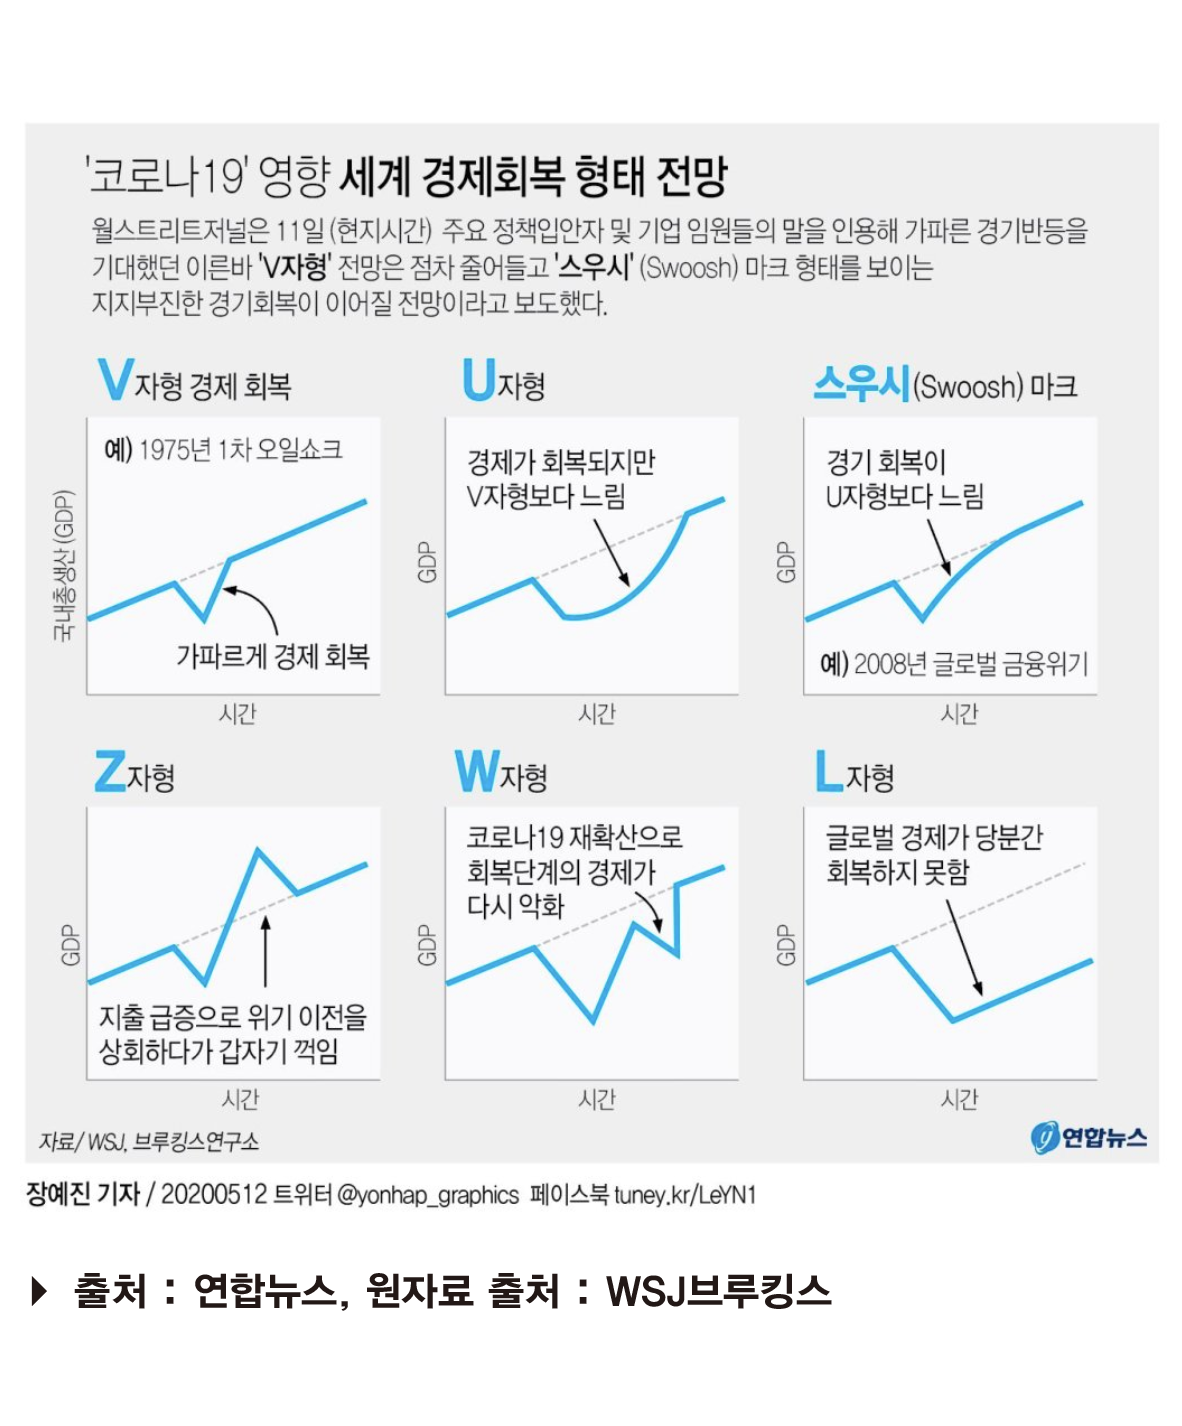 '코로나19' 영향 세계 경제회복 형태 전망
월스트리트저널은 11일 (현지시간) 주요 정책입안자 및 기업 임원들의 말을 인용해 가파른 경기반등을
기대했던 이른바 'V자형' 전망은 점차 줄어들고 '스우시' (Swoosh) 마크 형태를 보이는
지지부진한 경기회복이 이어질 전망이라고 보도했다.
V자형 경제 회복
예) 1975년 1차 오일쇼크
국내총생산 (GDP)
가파르게 경제 회복
시간
U자형
경제가 회복되지만
V자형보다 느림
GDP
시간
스우시(Swoosh) 마크
경기 회복이
U자형보다 느림
GDP
예) 2008년 글로벌 금융위기
시간
Z자형
GDP
지출 급증으로 위기 이전을
상회하다가 갑자기 꺽임
시간
W자형
코로나19 재확산으로
회복단계의 경제가
다시 악화
GDP
시간
L자형
글로벌 경제가 당분간
회복하지 못함
GDP
시간
자료/ WSJ, 브루킹스연구소
연합뉴스
장예진 기자 / 20200512 트위터 @yonhap_graphics 페이스북 tuney.kr/LeYN1
▶ 출처 : 연합뉴스, 원자료 출처 : WSJ브루킹스